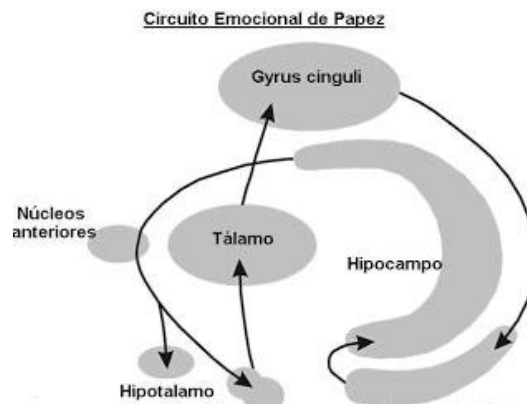 Circuito Emocional de Papez
Gyrus cinguli
Núcleos
anteriores
Tálamo
Hipocampo
Hipotalamo